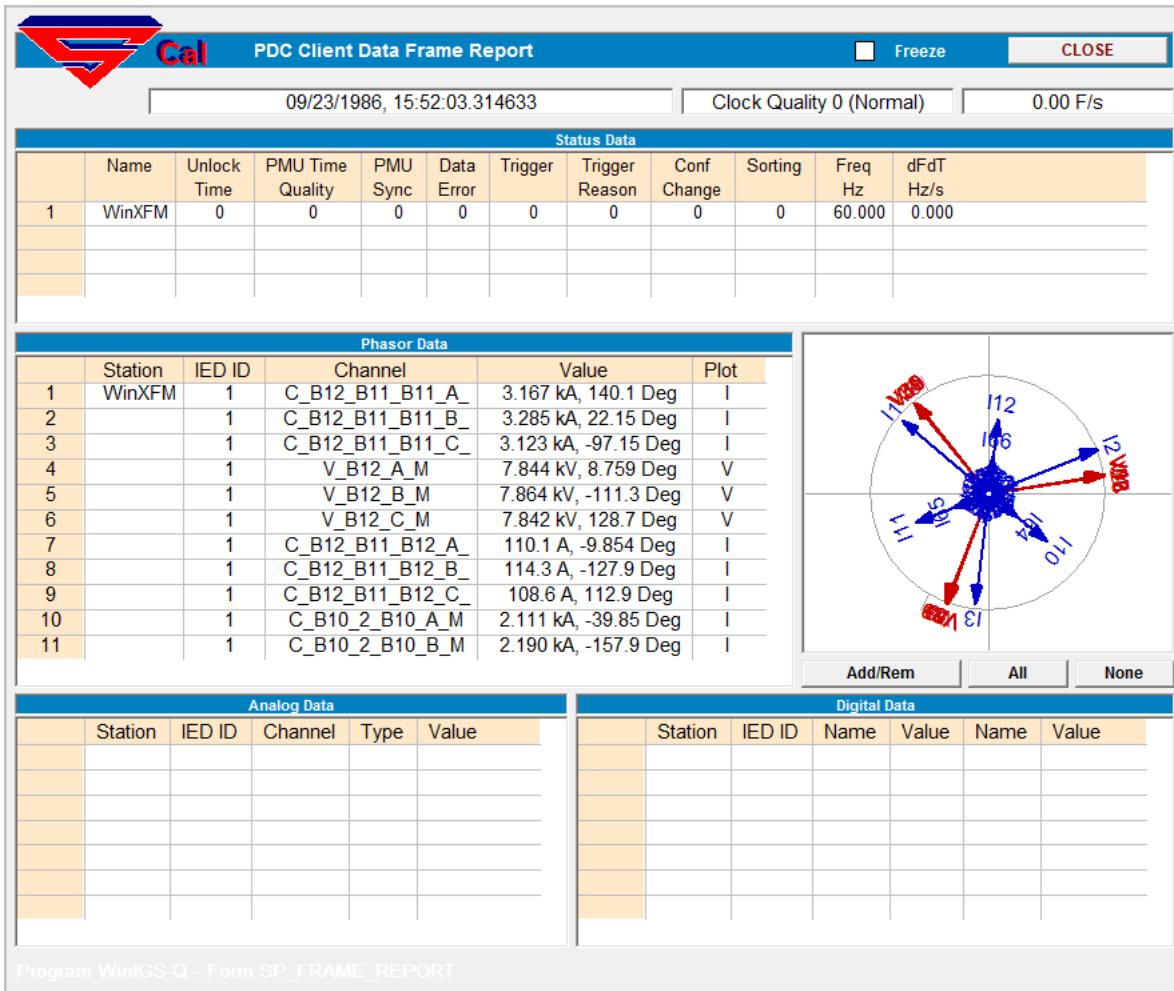 Cal PDC Client Data Frame Report Freeze CLOSE
09/23/1986, 15:52:03.314633 Clock Quality 0 (Normal) 0.00 F/s
Status Data
Name Unlock Time PMU Time Quality PMU Sync Data Error Trigger Trigger Reason Conf Change Sorting Freq Hz dFdT Hz/s
1 WinXFM 0 0 0 0 0 0 0 0 60.000 0.000
Phasor Data
Station IED ID Channel Value Plot
1 WinXFM 1 C_B12_B11_B11_A_ 3.167 kA, 140.1 Deg I
2 1 C_B12_B11_B11_B_ 3.285 kA, 22.15 Deg I
3 1 C_B12_B11_B11_C_ 3.123 kA, -97.15 Deg I
4 1 V_B12_A_M 7.844 kV, 8.759 Deg V
5 1 V_B12_B_M 7.864 kV, -111.3 Deg V
6 1 V_B12_C_M 7.842 kV, 128.7 Deg V
7 1 C_B12_B11_B12_A_ 110.1 A, -9.854 Deg I
8 1 C_B12_B11_B12_B_ 114.3 A, -127.9 Deg I
9 1 C_B12_B11_B12_C_ 108.6 A, 112.9 Deg I
10 1 C_B10_2_B10_A_M 2.111 kA, -39.85 Deg I
11 1 C_B10_2_B10_B_M 2.190 kA, -157.9 Deg I
I12
I66
I1
I2
I11
I65
I64
I10
I3
Add/Rem All None
Analog Data
Station IED ID Channel Type Value
Digital Data
Station IED ID Name Value Name Value
Program WinIGS-Q - Form SP_FRAME_REPORT